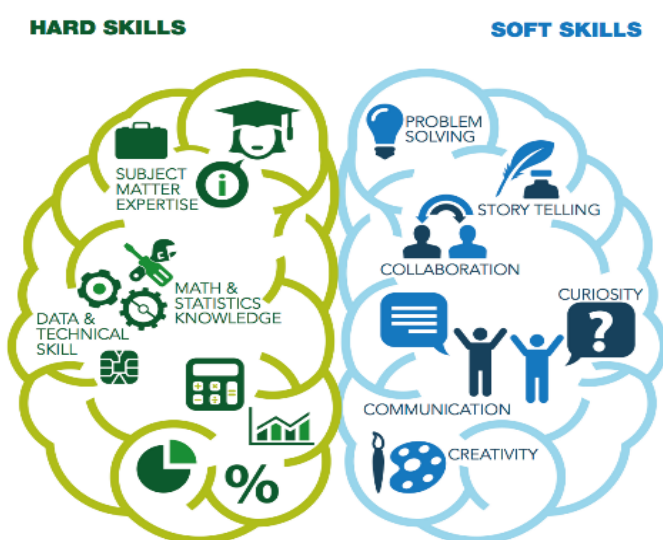 HARD SKILLS
SOFT SKILLS
SUBJECT
MATTER
EXPERTISE
i
MATH &
STATISTICS
KNOWLEDGE
DATA &
TECHNICAL
SKILL
%
PROBLEM
SOLVING
STORY TELLING
COLLABORATION
CURIOSITY
?
COMMUNICATION
CREATIVITY